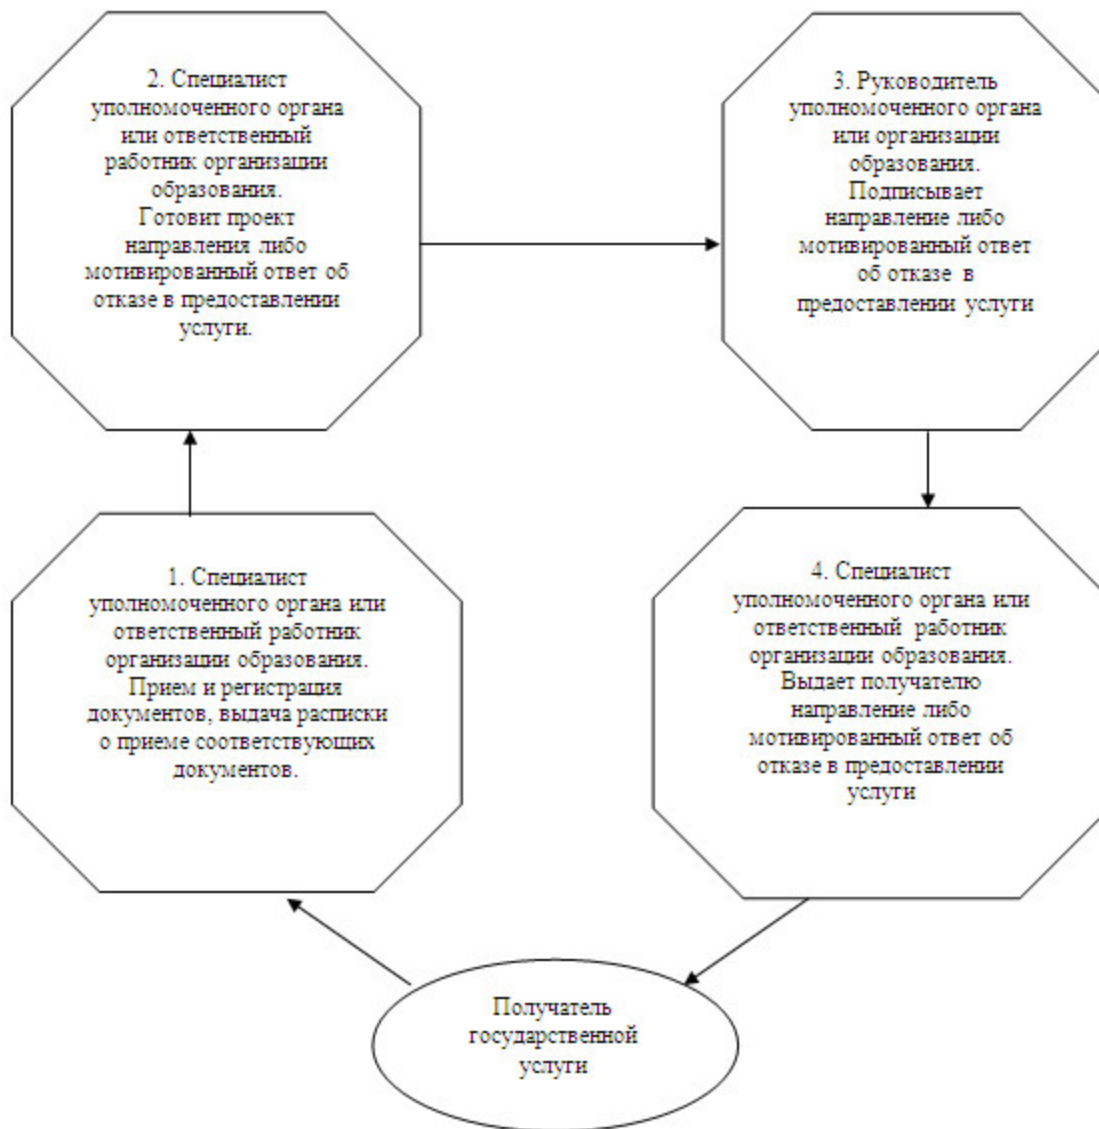 2. Специалист
уполномоченного органа
или ответственный
работник организации
образования.
Готовит проект
направления либо
мотивированный ответ об
отказе в предоставлении
услуги.
3. Руководитель
уполномоченного органа
или организации
образования.
Подписывает
направление либо
мотивированный ответ
об отказе в
предоставлении услуги
1. Специалист
уполномоченного органа или
ответственный работник
организации образования.
Прием и регистрация
документов, выдача расписки
о приеме соответствующих
документов.
4. Специалист
уполномоченного органа или
ответственный работник
организации образования.
Выдает получателю
направление либо
мотивированный ответ об
отказе в предоставлении
услуги
Получатель
государственной
услуги